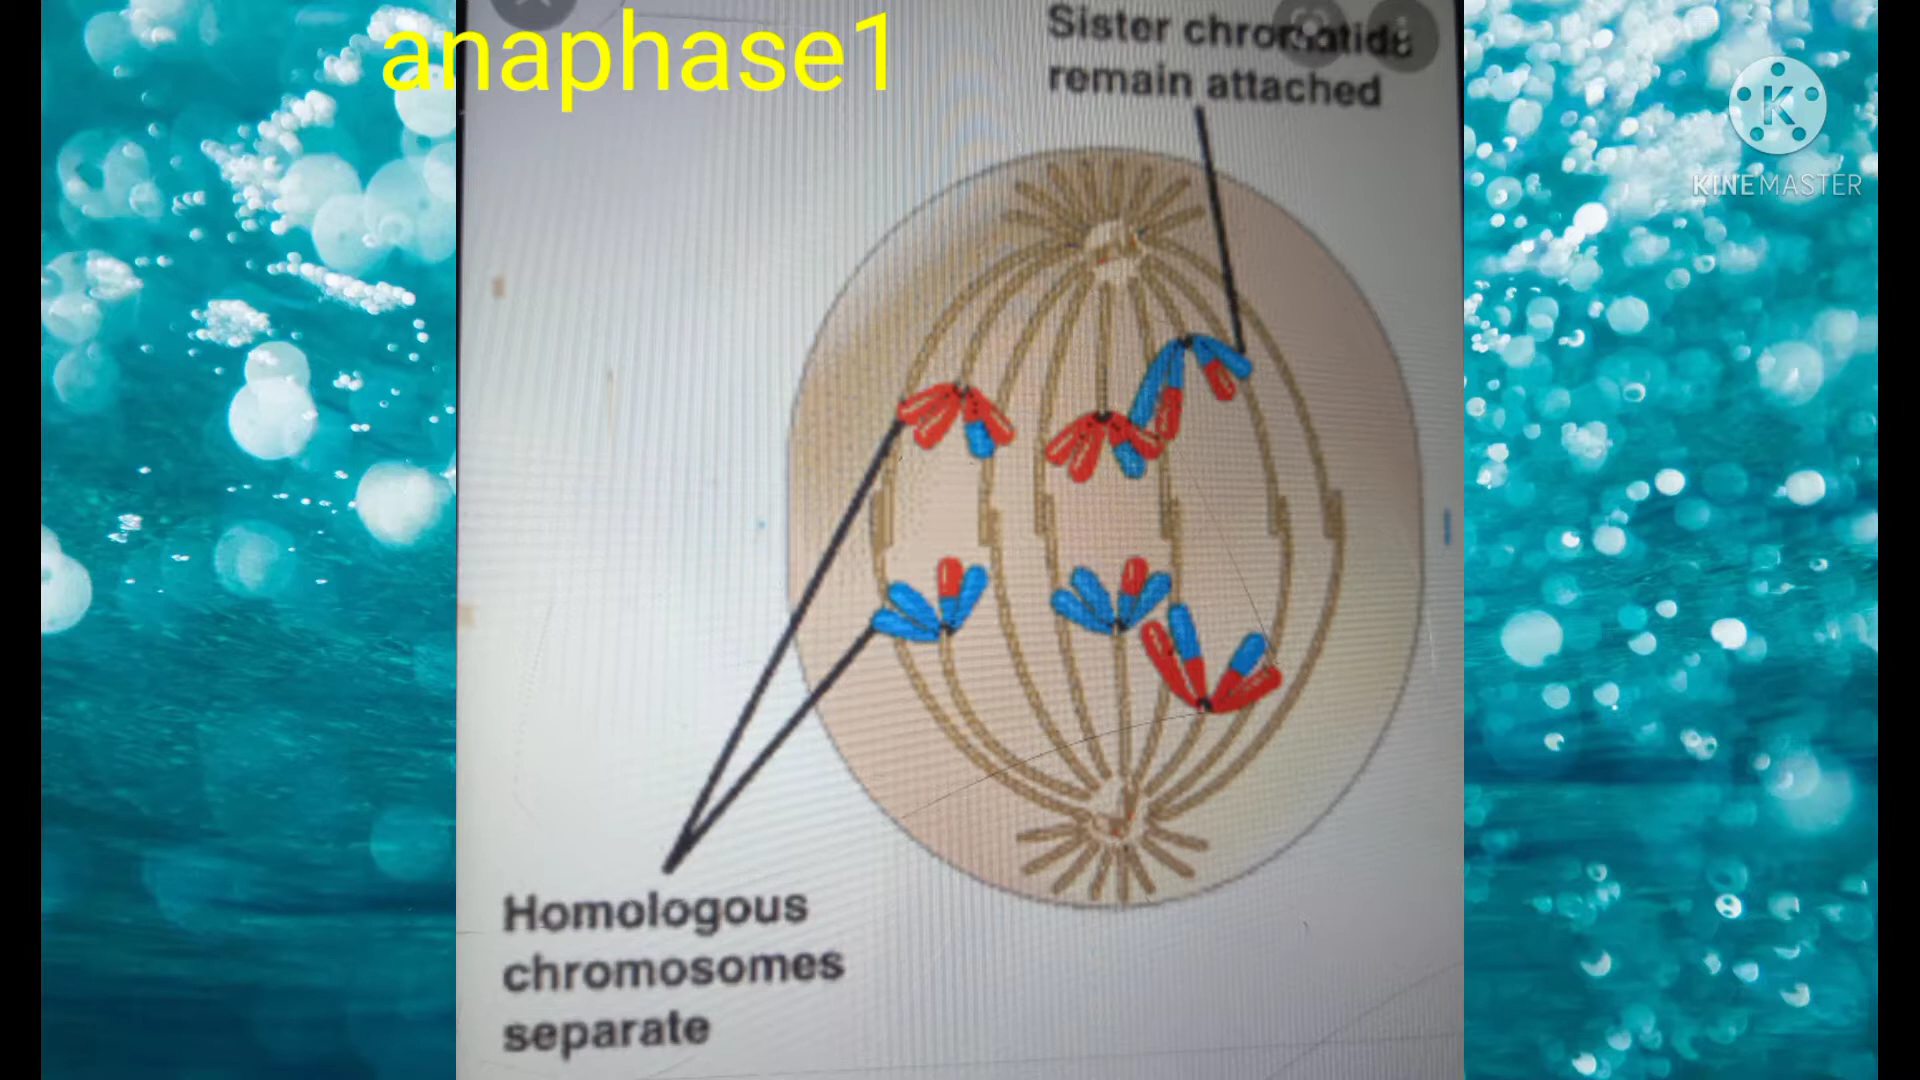 anaphase1
Sister chromatids
remain attached
Homologous
chromosomes
separate
K
KINEMASTER